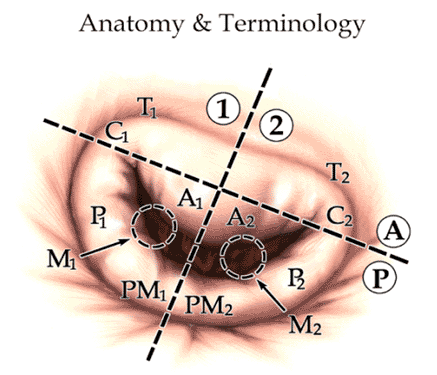 Anatomy & Terminology
1
2
T1
C1
T2
A1
A2
C2
A
P1
P
M1
P2
PM1
PM2
M2